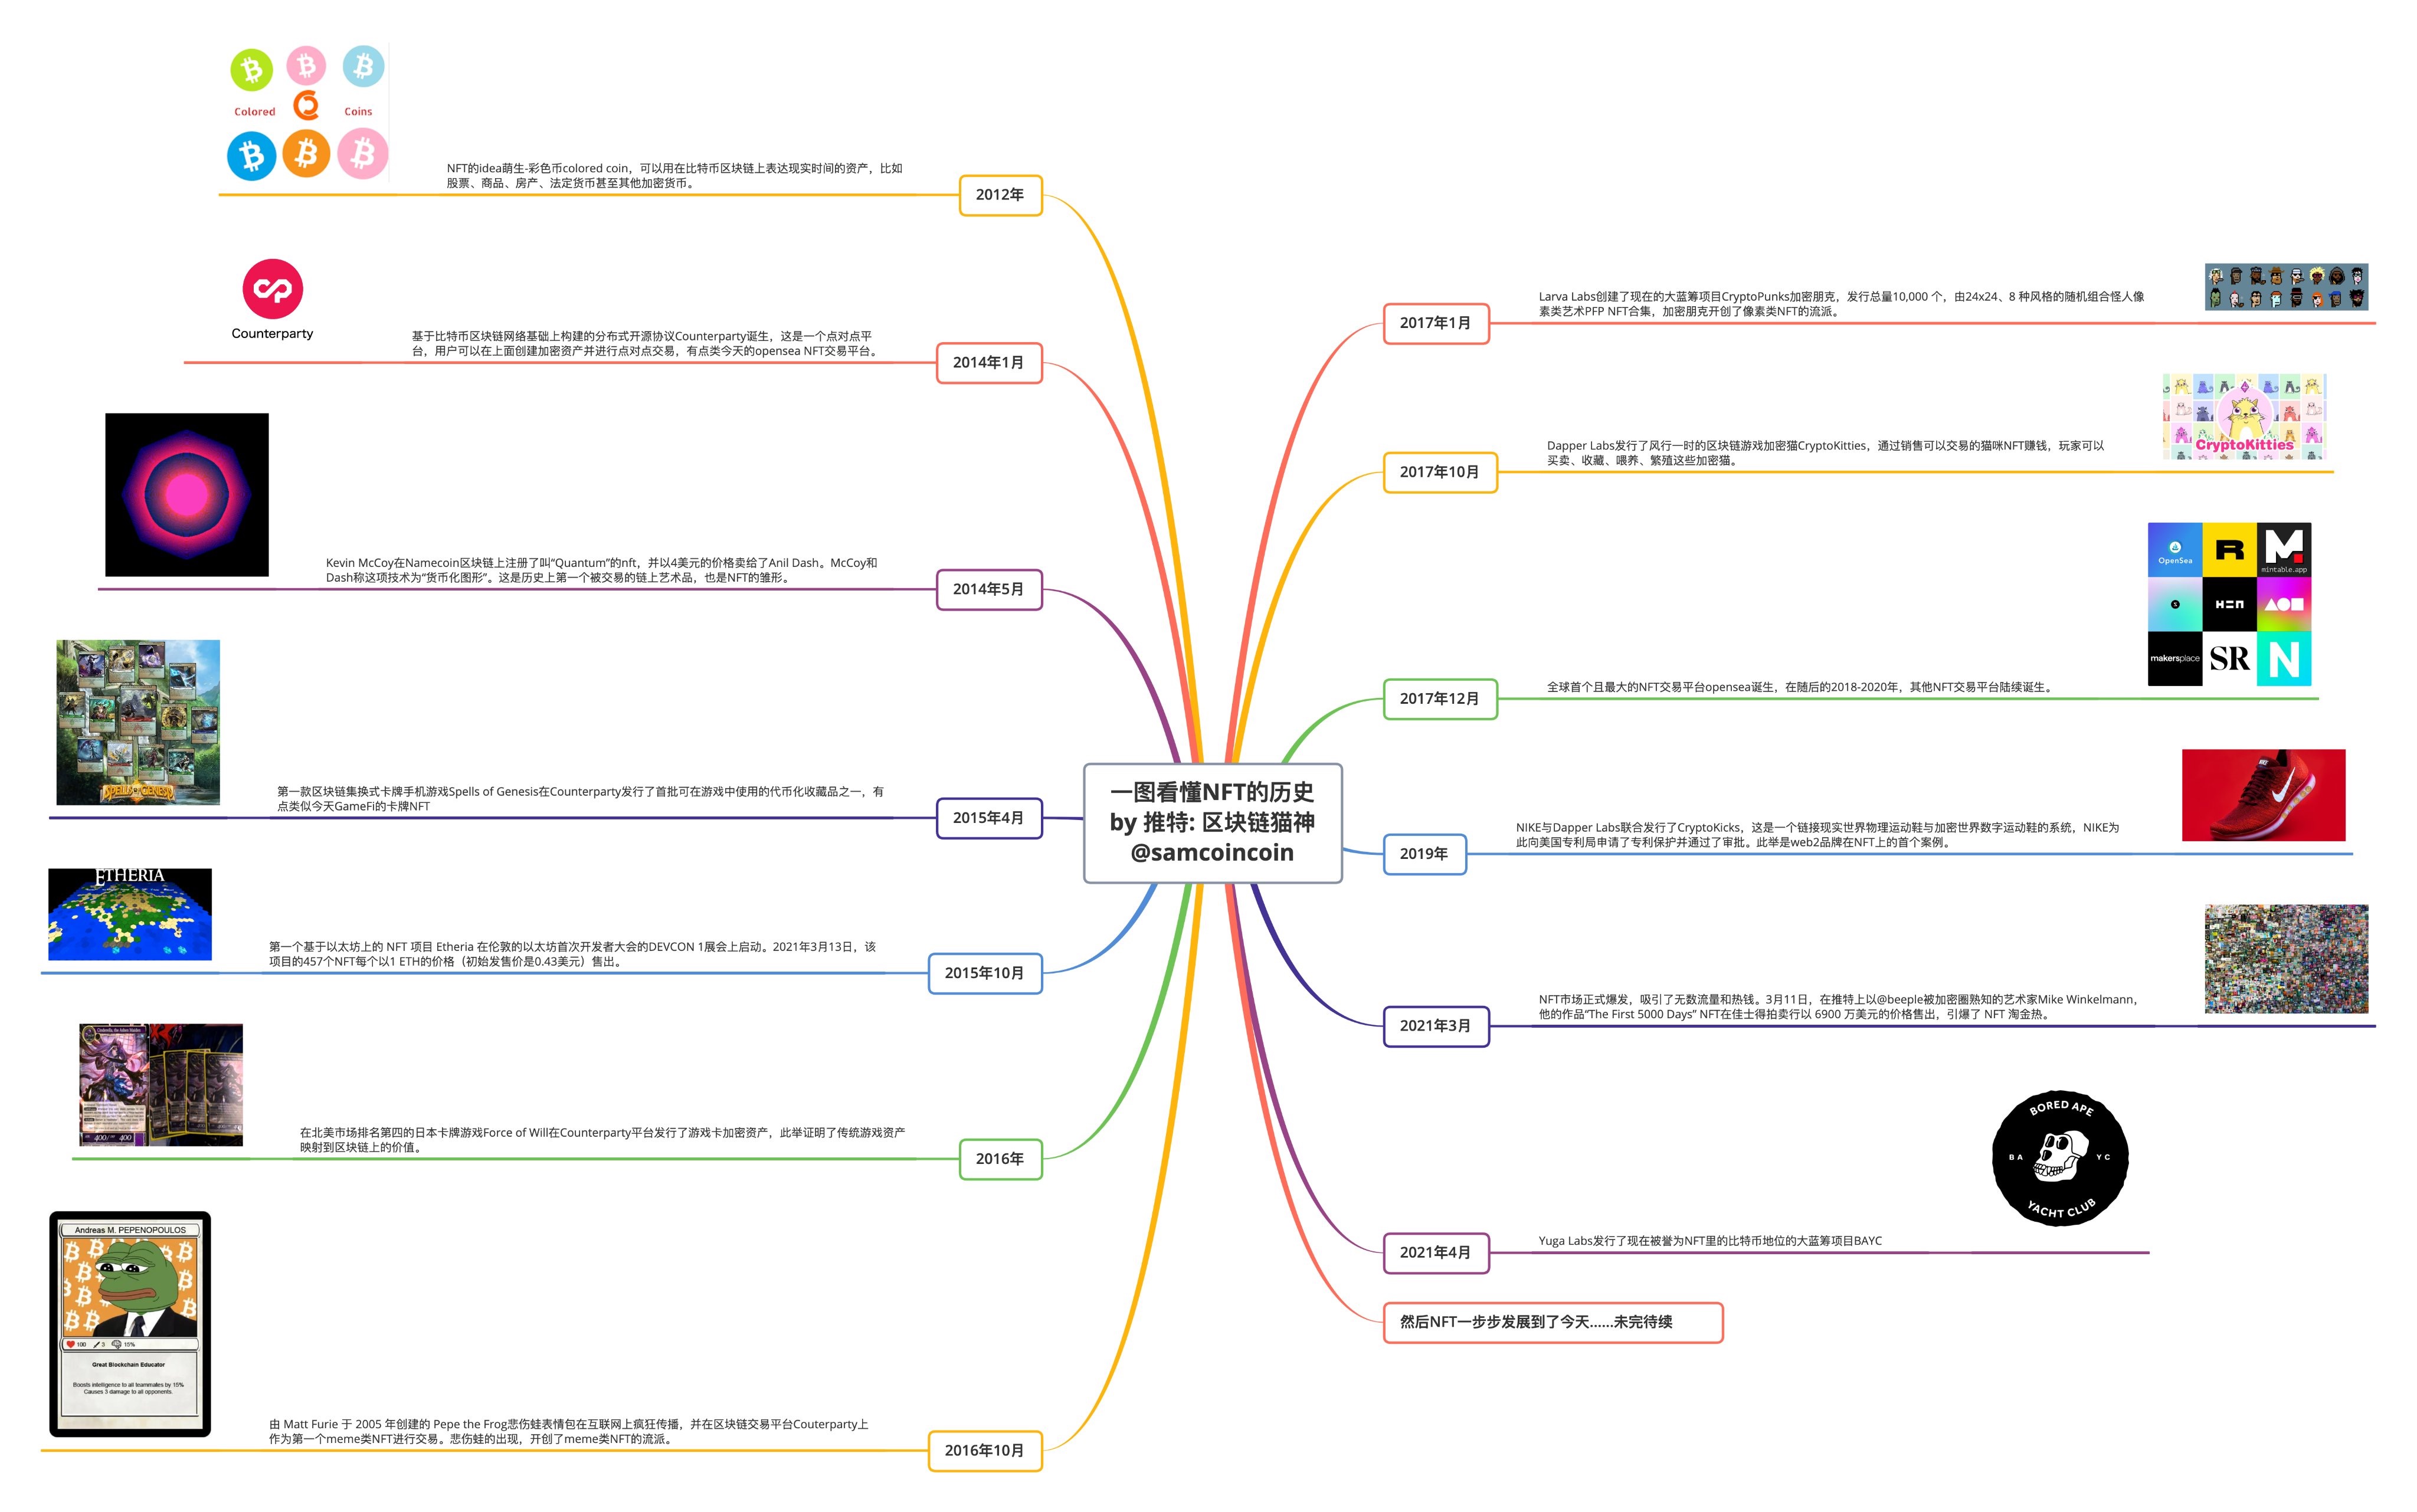 一图看懂NFT的历史
by 推特: 区块链猫神
@samcoincoin
Colored
Coins
NFT的idea萌生-彩色币colored coin，可以用在比特币区块链上表达现实时间的资产，比如
股票、商品、房产、法定货币甚至其他加密货币。
2012年
Counterparty
基于比特币区块链网络基础上构建的分布式开源协议Counterparty诞生，这是一个点对点平
台，用户可以在上面创建加密资产并进行点对点交易，有点类今天的opensea NFT交易平台。
2014年1月
Kevin McCoy在Namecoin区块链上注册了叫“Quantum”的nft，并以4美元的价格卖给了Anil Dash。McCoy和
Dash称这项技术为“货币化图形”。这是历史上第一个被交易的链上艺术品，也是NFT的雏形。
2014年5月
SPELLS OF GENESIS
第一款区块链集换式卡牌手机游戏Spells of Genesis在Counterparty发行了首批可在游戏中使用的代币化收藏品之一，有
点类似今天GameFi的卡牌NFT
2015年4月
ETHERIA
第一个基于以太坊上的 NFT 项目 Etheria 在伦敦的以太坊首次开发者大会的DEVCON 1展会上启动。2021年3月13日，该
项目的457个NFT每个以1 ETH的价格（初始发售价是0.43美元）售出。
2015年10月
400/ 400
在北美市场排名第四的日本卡牌游戏Force of Will在Counterparty平台发行了游戏卡加密资产，此举证明了传统游戏资产
映射到区块链上的价值。
2016年
Andreas M. PEPENOPOULOS
100 3 15%
Great Blockchain Educator
Boosts intelligence to all teammates by 15%
Causes 3 damage to all opponents.
由 Matt Furie 于 2005 年创建的 Pepe the Frog悲伤蛙表情包在互联网上疯狂传播，并在区块链交易平台Couterparty上
作为第一个meme类NFT进行交易。悲伤蛙的出现，开创了meme类NFT的流派。
2016年10月
2017年1月
Larva Labs创建了现在的大蓝筹项目CryptoPunks加密朋克，发行总量10,000 个，由24x24、8 种风格的随机组合怪人像
素类艺术PFP NFT合集，加密朋克开创了像素类NFT的流派。
2017年10月
Dapper Labs发行了风行一时的区块链游戏加密猫CryptoKitties，通过销售可以交易的猫咪NFT赚钱，玩家可以
买卖、收藏、喂养、繁殖这些加密猫。
CryptoKitties
2017年12月
全球首个且最大的NFT交易平台opensea诞生，在随后的2018-2020年，其他NFT交易平台陆续诞生。
OpenSea
R
M
mintable.app
makersplace
SR
N
2019年
NIKE与Dapper Labs联合发行了CryptoKicks，这是一个链接现实世界物理运动鞋与加密世界数字运动鞋的系统，NIKE为
此向美国专利局申请了专利保护并通过了审批。此举是web2品牌在NFT上的首个案例。
2021年3月
NFT市场正式爆发，吸引了无数流量和热钱。3月11日，在推特上以@beeple被加密圈熟知的艺术家Mike Winkelmann，
他的作品“The First 5000 Days” NFT在佳士得拍卖行以 6900 万美元的价格售出，引爆了 NFT 淘金热。
2021年4月
Yuga Labs发行了现在被誉为NFT里的比特币地位的大蓝筹项目BAYC
BORED APE
BA YC
YACHT CLUB
然后NFT一步步发展到了今天……未完待续